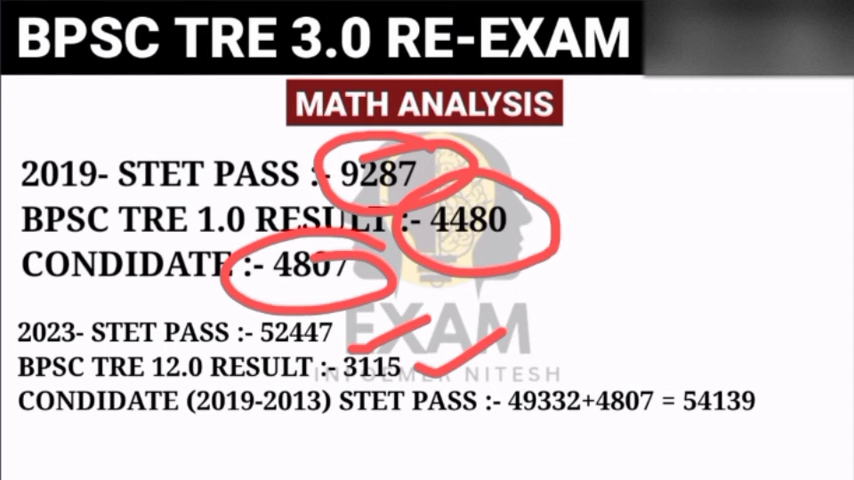 BPSC TRE 3.0 RE-EXAM
MATH ANALYSIS
2019- STET PASS :- 9287
BPSC TRE 1.0 RESULT :- 4480
CONDIDATE :- 4807
2023- STET PASS :- 52447
BPSC TRE 12.0 RESULT :- 3115
CONDIDATE (2019-2013) STET PASS :- 49332+4807 = 54139
EXAM
INFOEMER NITESH